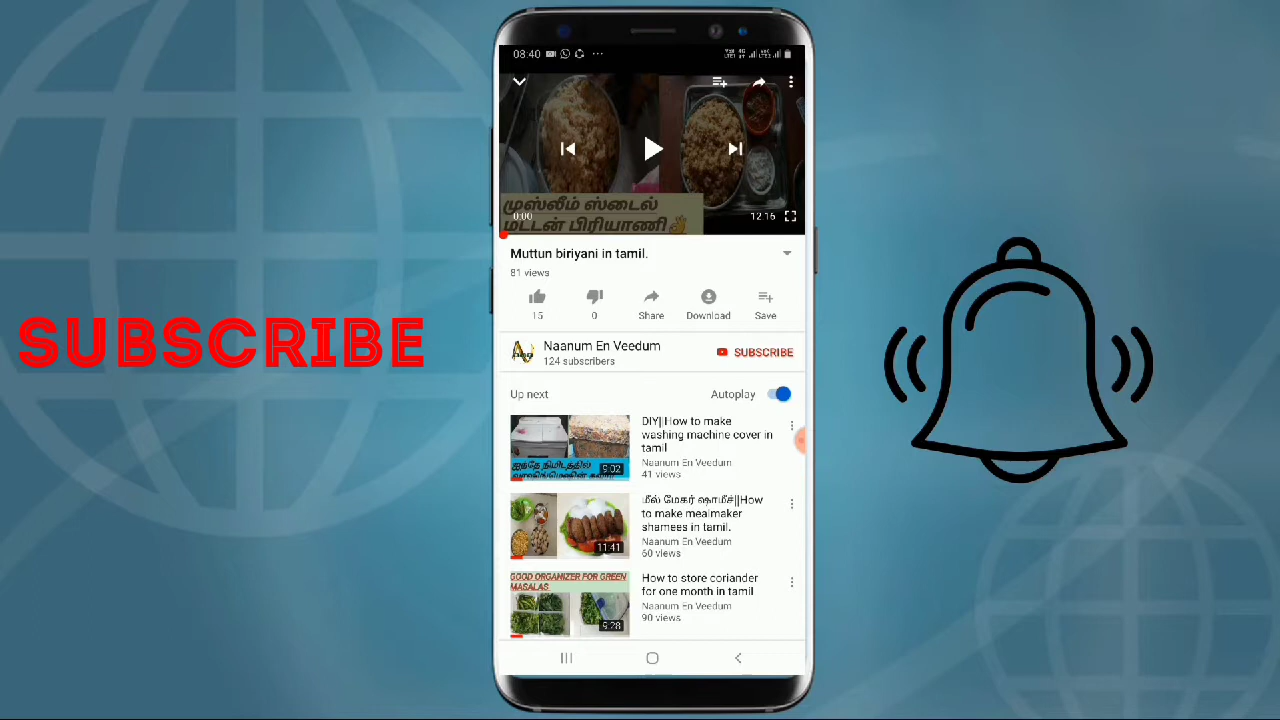 SUBSCRIBE
08:40
முஸ்லீம் ஸ்டைல்
மட்டன் பிரியாணி
0:00
12:16
Muttun biriyani in tamil.
81 views
15
0
Share
Download
Save
Naanum En Veedum
124 subscribers
SUBSCRIBE
Up next
Autoplay
DIY||How to make
washing machine cover in
tamil
Naanum En Veedum
41 views
ஐந்தே நிமிடத்தில்
9:02
மீல் மேகர் ஷாமீச்||How
to make mealmaker
shamees in tamil.
Naanum En Veedum
60 views
11:41
GOOD ORGANIZER FOR GREEN
MASALAS
How to store coriander
for one month in tamil
Naanum En Veedum
90 views
9:28